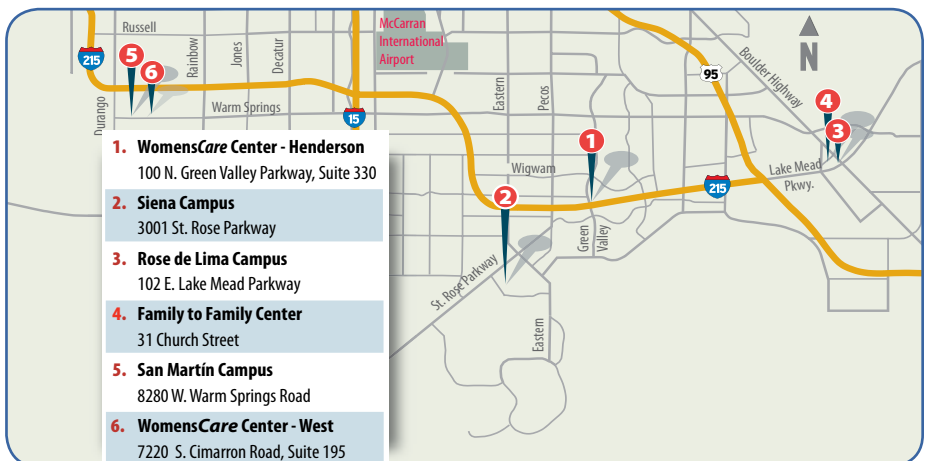 Russell
McCarran
International
Airport
215
5
6
Rainbow
Jones
Decatur
Durango
Warm Springs
15
Eastern
Pecos
95
Boulder Highway
N
4
3
1
Wigwam
Lake Mead
Pkwy.
215
2
Green
Valley
St. Rose Parkway
Eastern
1. WomensCare Center - Henderson
100 N. Green Valley Parkway, Suite 330
2. Siena Campus
3001 St. Rose Parkway
3. Rose de Lima Campus
102 E. Lake Mead Parkway
4. Family to Family Center
31 Church Street
5. San Martín Campus
8280 W. Warm Springs Road
6. WomensCare Center - West
7220 S. Cimarron Road, Suite 195